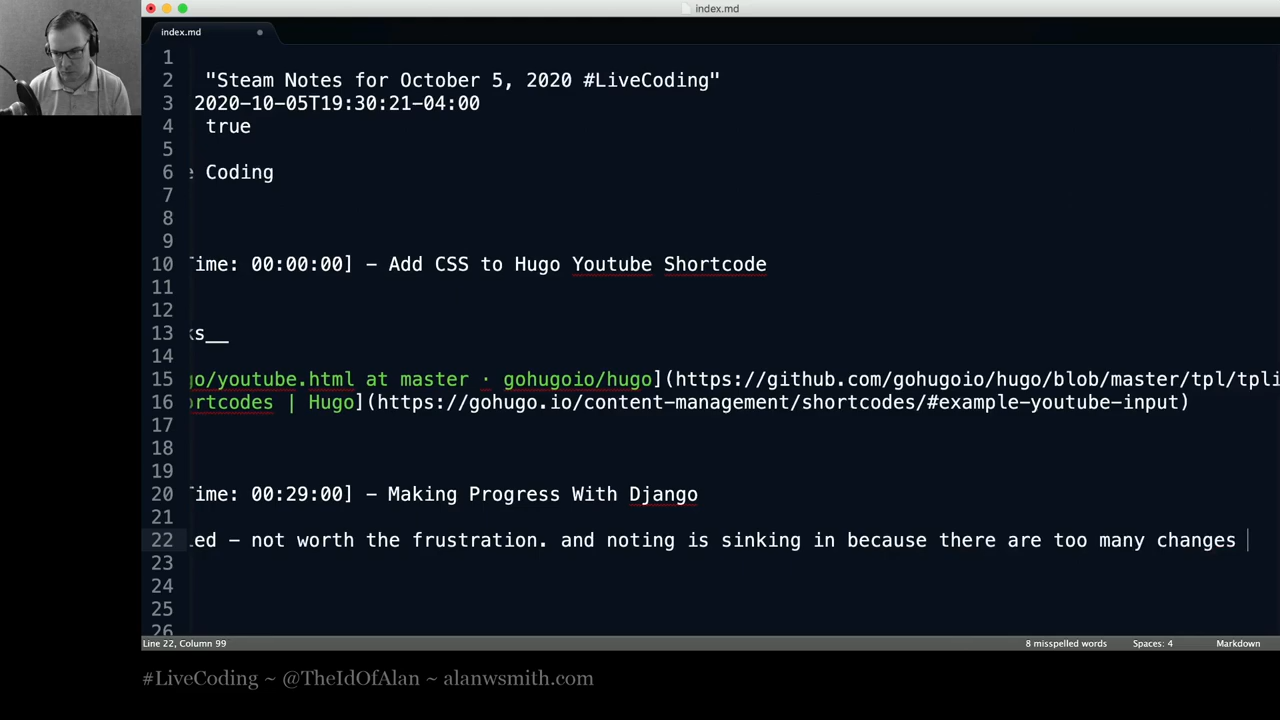 index.md
index.md
1
2 "Steam Notes for October 5, 2020 #LiveCoding"
3 2020-10-05T19:30:21-04:00
4 true
5
6 e Coding
7
8
9
10 Time: 00:00:00] – Add CSS to Hugo Youtube Shortcode
11
12
13 ks__
14
15 go/youtube.html at master · gohugoio/hugo](https://github.com/gohugoio/hugo/blob/master/tpl/tpli
16 ortcodes | Hugo](https://gohugo.io/content-management/shortcodes/#example-youtube-input)
17
18
19
20 Time: 00:29:00] – Making Progress With Django
21
22 led – not worth the frustration. and noting is sinking in because there are too many changes
23
24
25
26
Line 22, Column 99 8 misspelled words Spaces: 4 Markdown
#LiveCoding ~ @TheIdOfAlan ~ alanwsmith.com